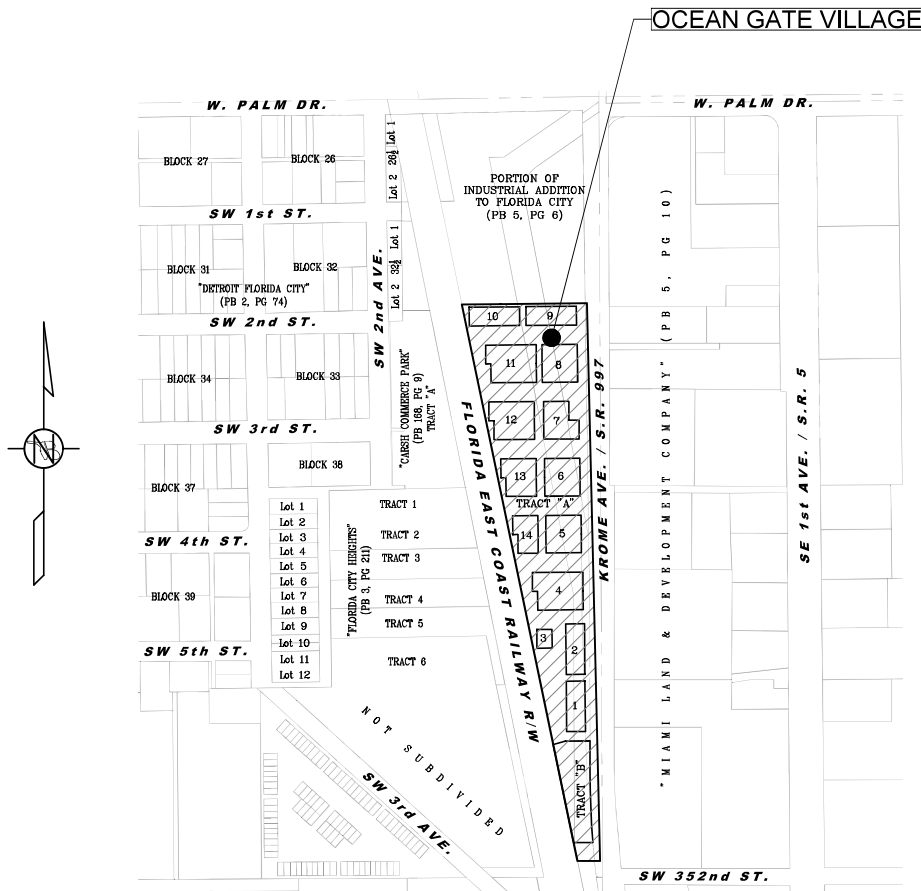 OCEAN GATE VILLAGE
W. PALM DR.
W. PALM DR.
BLOCK 27
BLOCK 26
Lot 1
26½
Lot 2
PORTION OF
INDUSTRIAL ADDITION
TO FLORIDA CITY
(PB 5, PG 6)
SW 1st ST.
BLOCK 31
BLOCK 32
Lot 1
32½
Lot 2
SW 2nd AVE.
"DETROIT FLORIDA CITY"
(PB 2, PG 74)
SW 2nd ST.
BLOCK 34
BLOCK 33
"CARSH COMMERCE PARK"
(PB 168, PG 9)
TRACT "A"
SW 3rd ST.
BLOCK 37
BLOCK 38
SW 4th ST.
BLOCK 39
SW 5th ST.
Lot 1
Lot 2
Lot 3
Lot 4
Lot 5
Lot 6
Lot 7
Lot 8
Lot 9
Lot 10
Lot 11
Lot 12
"FLORIDA CITY HEIGHTS"
(PB 3, PG 211)
TRACT 1
TRACT 2
TRACT 3
TRACT 4
TRACT 5
TRACT 6
NOT SUBDIVIDED
SW 3rd AVE.
FLORIDA EAST COAST RAILWAY R/W
10
9
11
8
12
7
13
6
TRACT "A"
14
5
4
3
2
1
TRACT "B"
KROME AVE. / S.R. 997
"MIAMI LAND & DEVELOPMENT COMPANY" (PB 5, PG 10)
SE 1st AVE. / S.R. 5
SW 352nd ST.
N